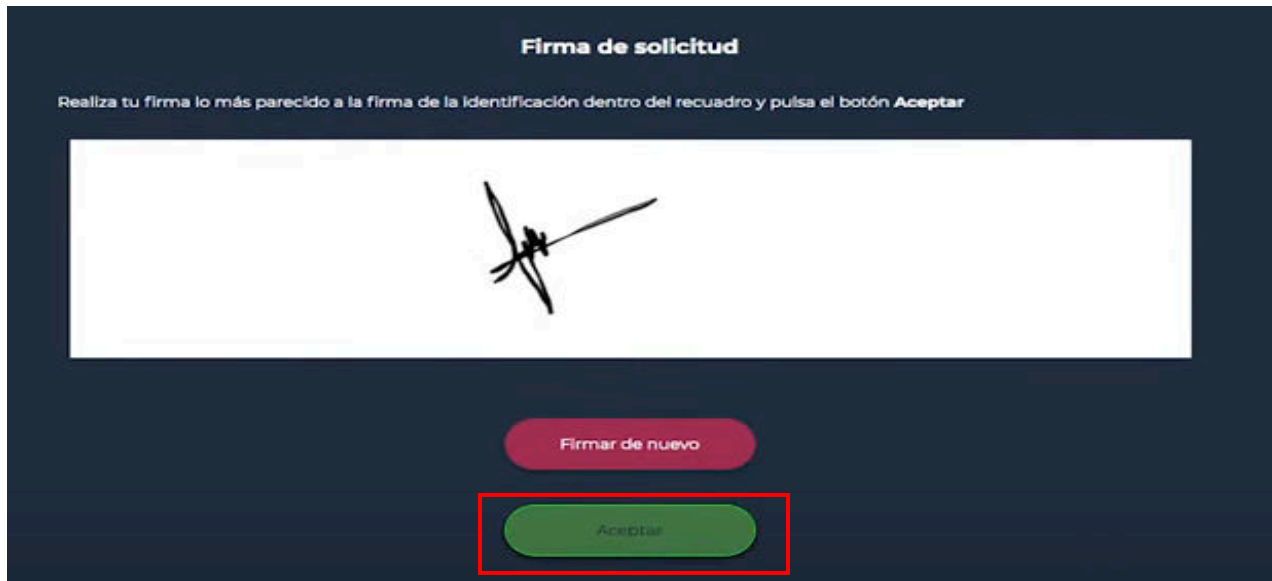 Firma de solicitud
Realiza tu firma lo más parecido a la firma de la identificación dentro del recuadro y pulsa el botón Aceptar
Firmar de nuevo
Aceptar